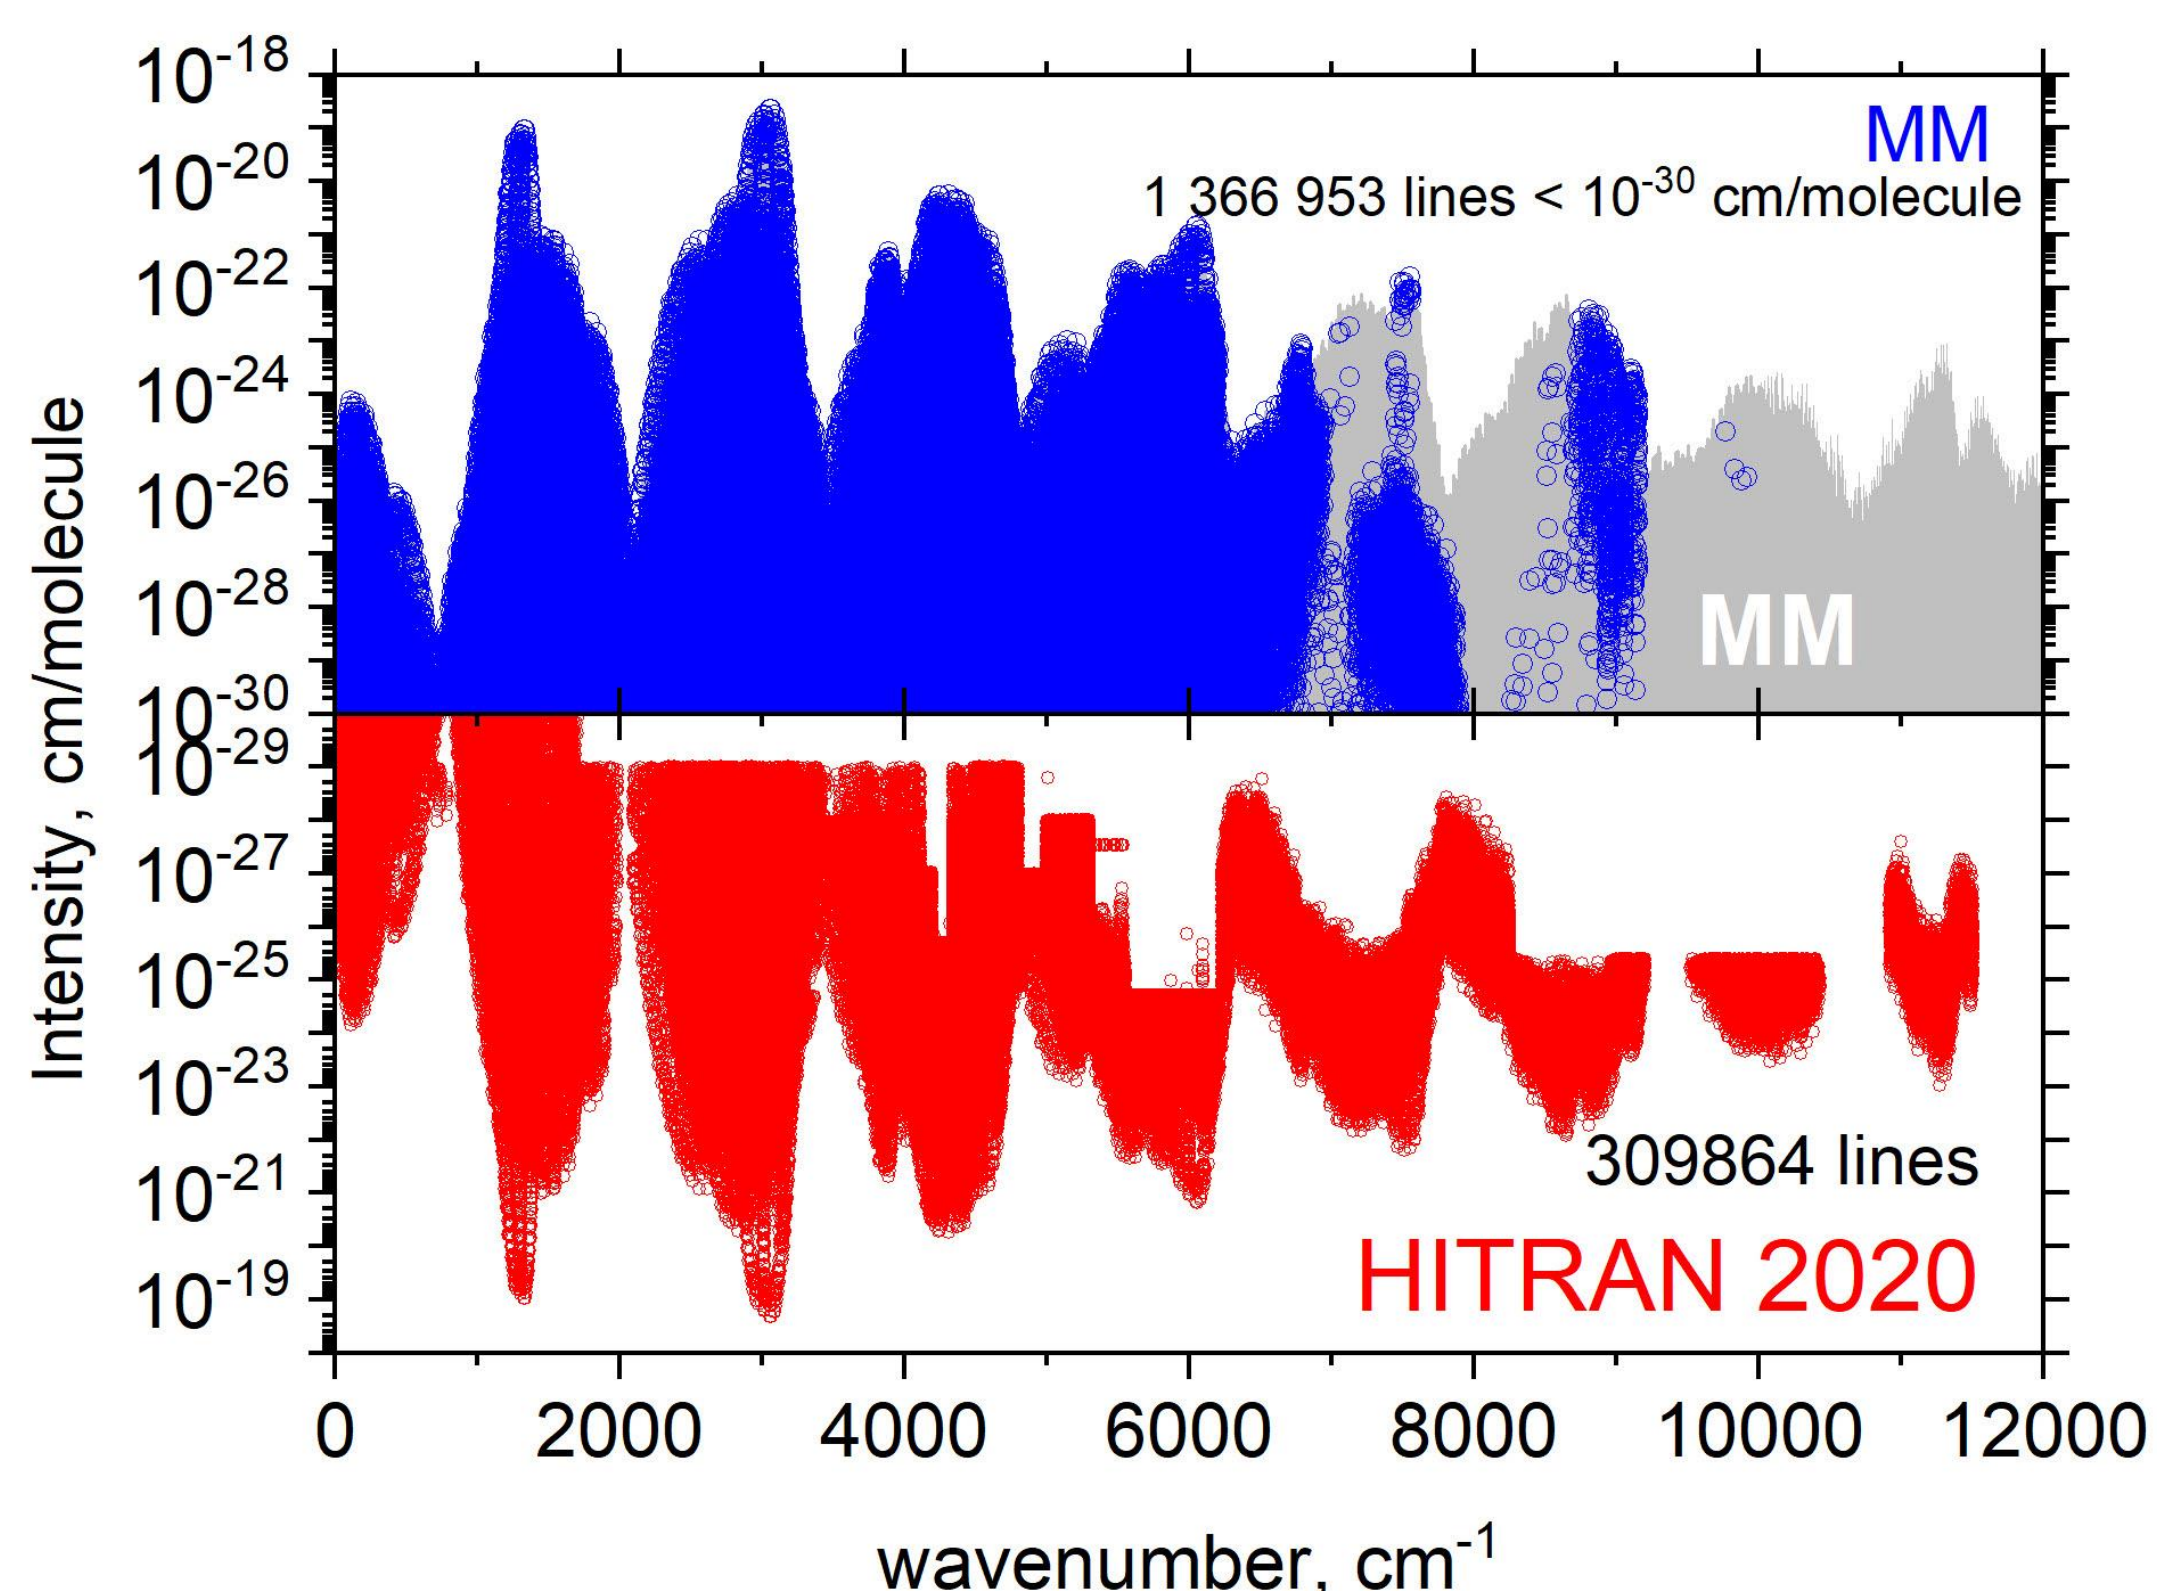 10⁻¹⁸
10⁻²⁰
10⁻²²
10⁻²⁴
10⁻²⁶
10⁻²⁸
10⁻³⁰
MM
1 366 953 lines < 10⁻³⁰ cm/molecule
MM
Intensity, cm/molecule
10⁻²⁹
10⁻²⁷
10⁻²⁵
10⁻²³
10⁻²¹
10⁻¹⁹
309864 lines
HITRAN 2020
0 2000 4000 6000 8000 10000 12000
wavenumber, cm⁻¹